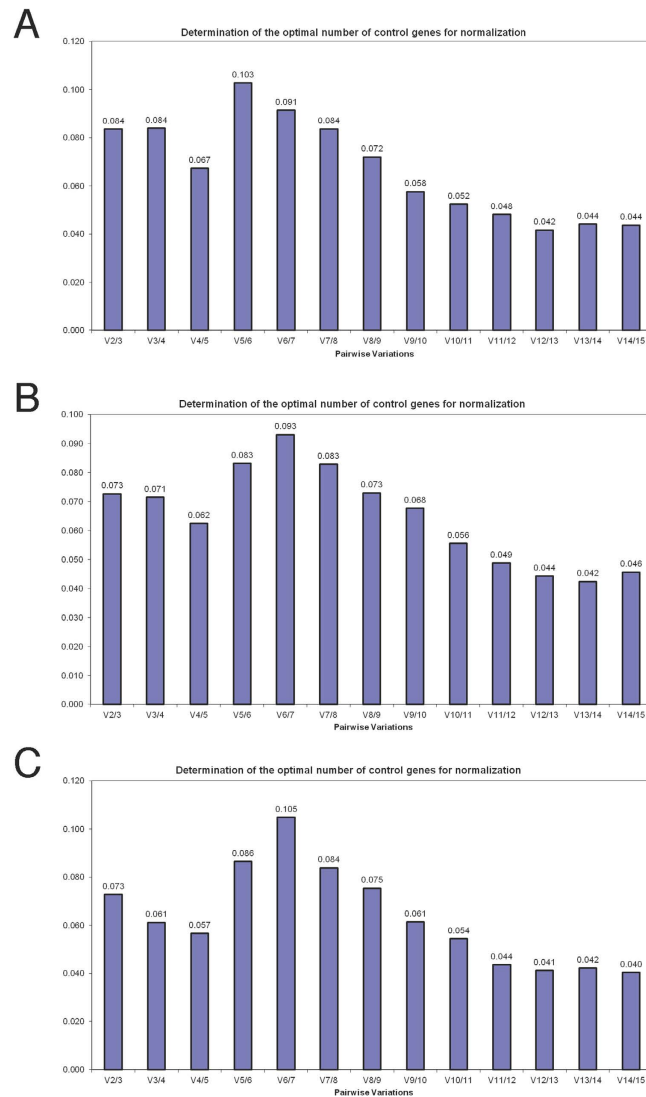 A
Determination of the optimal number of control genes for normalization
0.120
0.100
0.080
0.060
0.040
0.020
0.000
0.084 0.084 0.067 0.103 0.091 0.084 0.072 0.058 0.052 0.048 0.042 0.044 0.044
V2/3 V3/4 V4/5 V5/6 V6/7 V7/8 V8/9 V9/10 V10/11 V11/12 V12/13 V13/14 V14/15
Pairwise Variations
B
Determination of the optimal number of control genes for normalization
0.100
0.090
0.080
0.070
0.060
0.050
0.040
0.030
0.020
0.010
0.000
0.073 0.071 0.062 0.083 0.093 0.083 0.073 0.068 0.056 0.049 0.044 0.042 0.046
V2/3 V3/4 V4/5 V5/6 V6/7 V7/8 V8/9 V9/10 V10/11 V11/12 V12/13 V13/14 V14/15
Pairwise Variations
C
Determination of the optimal number of control genes for normalization
0.120
0.100
0.080
0.060
0.040
0.020
0.000
0.073 0.061 0.057 0.086 0.105 0.084 0.075 0.061 0.054 0.044 0.041 0.042 0.040
V2/3 V3/4 V4/5 V5/6 V6/7 V7/8 V8/9 V9/10 V10/11 V11/12 V12/13 V13/14 V14/15
Pairwise Variations